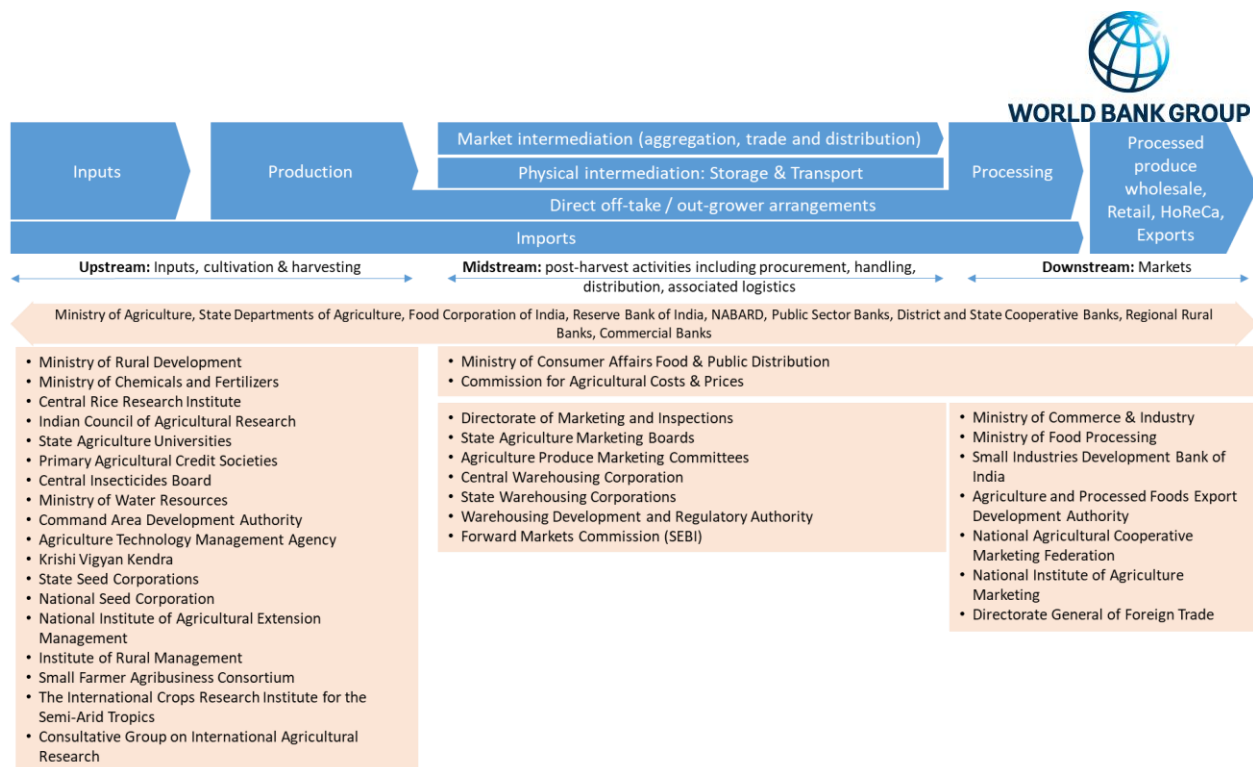 WORLD BANK GROUP
Inputs
Production
Market intermediation (aggregation, trade and distribution)
Physical intermediation: Storage & Transport
Direct off-take / out-grower arrangements
Imports
Processing
Processed
produce
wholesale,
Retail, HoReCa,
Exports
Upstream: Inputs, cultivation & harvesting
Midstream: post-harvest activities including procurement, handling,
distribution, associated logistics
Downstream: Markets
Ministry of Agriculture, State Departments of Agriculture, Food Corporation of India, Reserve Bank of India, NABARD, Public Sector Banks, District and State Cooperative Banks, Regional Rural
Banks, Commercial Banks
• Ministry of Rural Development
• Ministry of Chemicals and Fertilizers
• Central Rice Research Institute
• Indian Council of Agricultural Research
• State Agriculture Universities
• Primary Agricultural Credit Societies
• Central Insecticides Board
• Ministry of Water Resources
• Command Area Development Authority
• Agriculture Technology Management Agency
• Krishi Vigyan Kendra
• State Seed Corporations
• National Seed Corporation
• National Institute of Agricultural Extension
Management
• Institute of Rural Management
• Small Farmer Agribusiness Consortium
• The International Crops Research Institute for the
Semi-Arid Tropics
• Consultative Group on International Agricultural
Research
• Ministry of Consumer Affairs Food & Public Distribution
• Commission for Agricultural Costs & Prices
• Directorate of Marketing and Inspections
• State Agriculture Marketing Boards
• Agriculture Produce Marketing Committees
• Central Warehousing Corporation
• State Warehousing Corporations
• Warehousing Development and Regulatory Authority
• Forward Markets Commission (SEBI)
• Ministry of Commerce & Industry
• Ministry of Food Processing
• Small Industries Development Bank of
India
• Agriculture and Processed Foods Export
Development Authority
• National Agricultural Cooperative
Marketing Federation
• National Institute of Agriculture
Marketing
• Directorate General of Foreign Trade